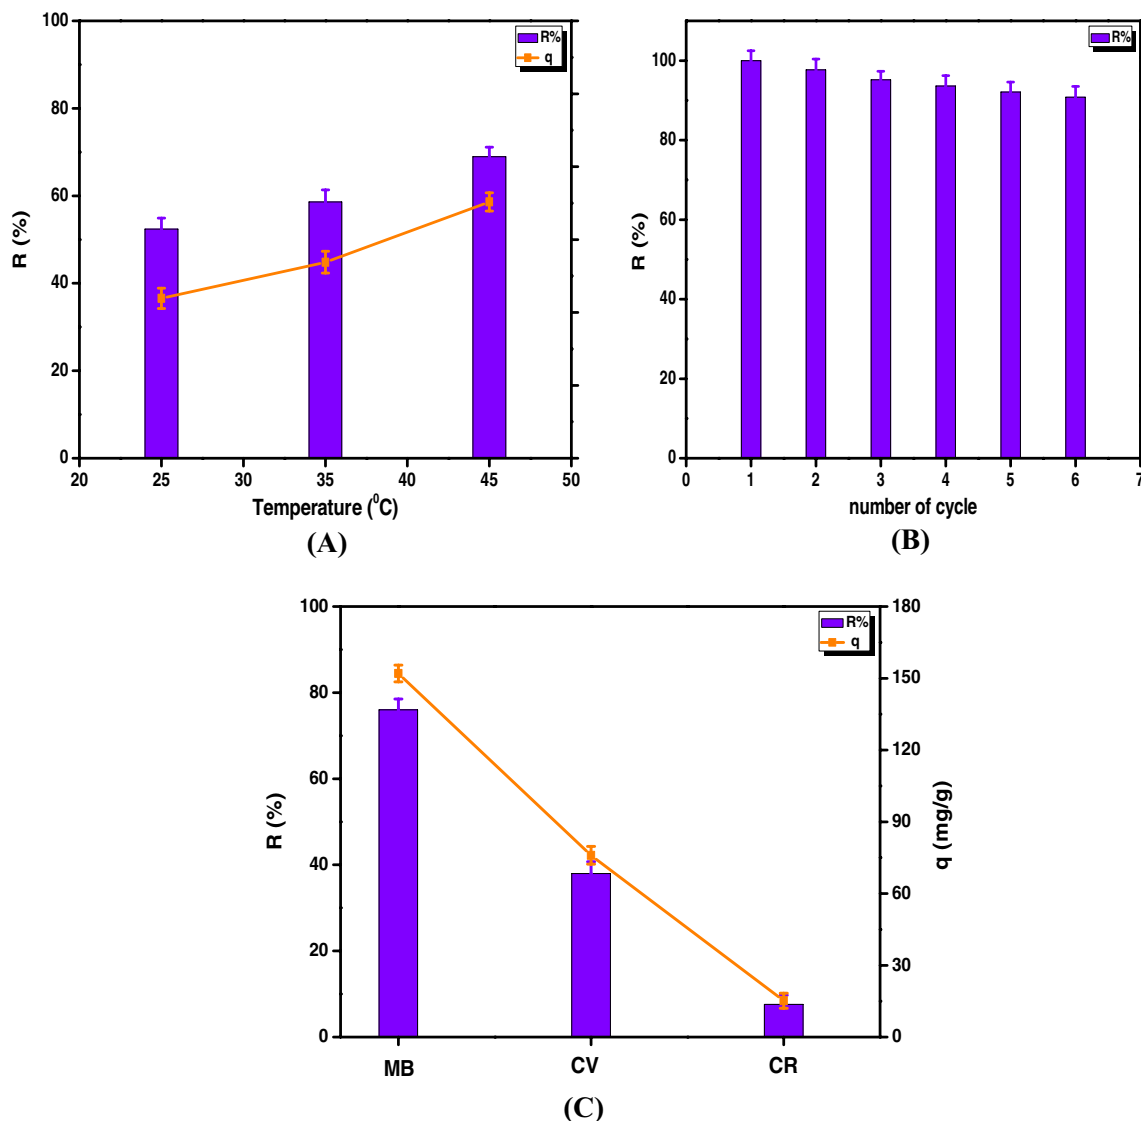 R%
q
R (%)
100
80
60
40
20
0
20 25 30 35 40 45 50
Temperature (⁰C)
(A)
R%
R (%)
100
80
60
40
20
0
0 1 2 3 4 5 6 7
number of cycle
(B)
R%
q
R (%)
100
80
60
40
20
0
q (mg/g)
180
150
120
90
60
30
0
MB CV CR
(C)